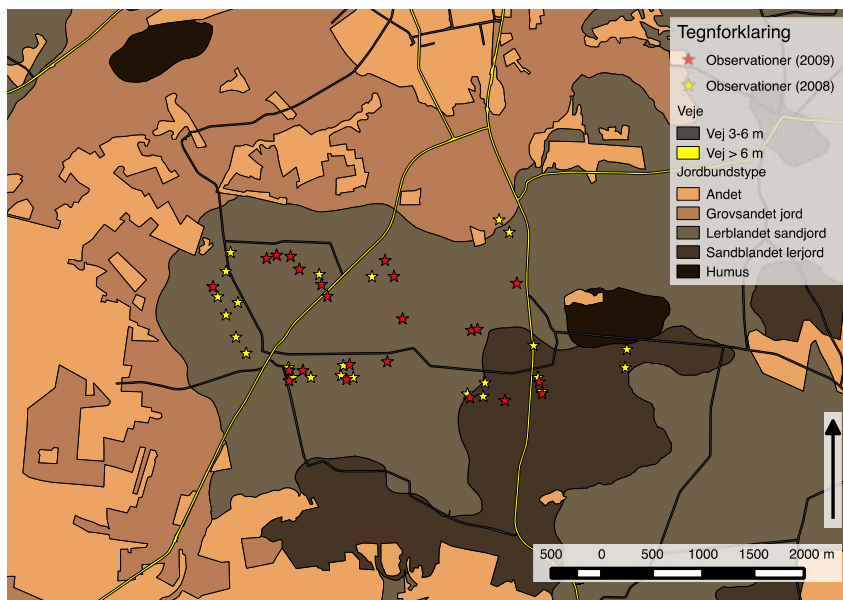 Tegnforklaring
Observationer (2009)
Observationer (2008)
Veje
Vej 3-6 m
Vej > 6 m
Jordbundstype
Andet
Grovsandet jord
Lerblandet sandjord
Sandblandet lerjord
Humus
500 0 500 1000 1500 2000 m